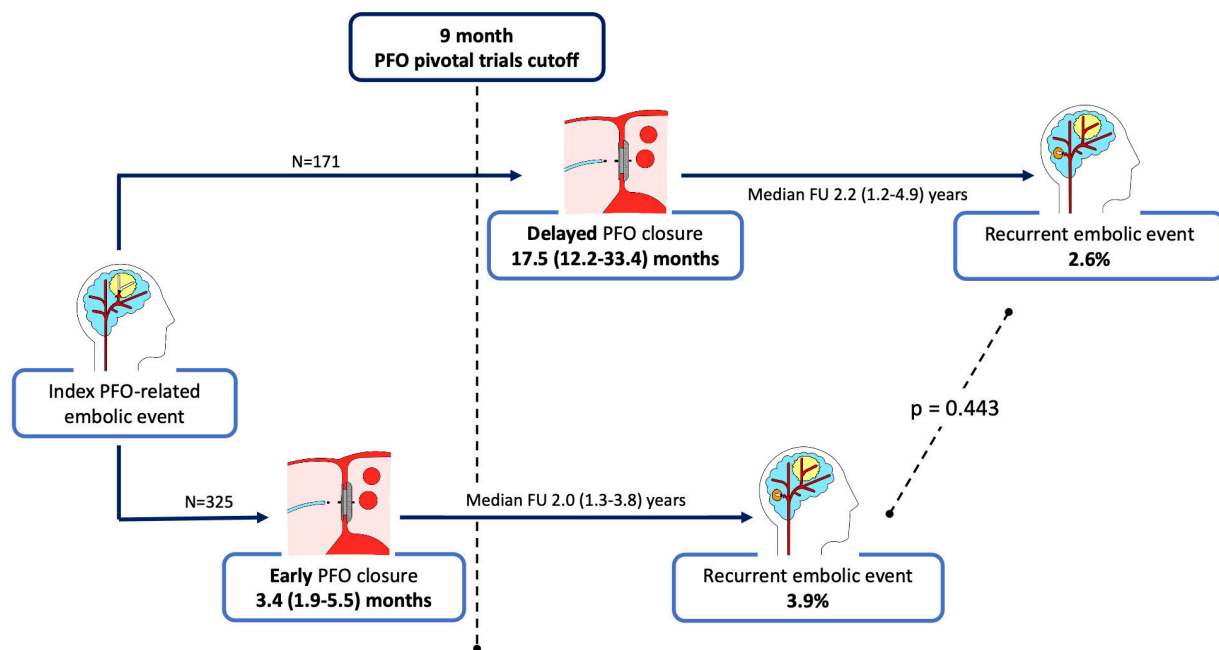 9 month
PFO pivotal trials cutoff
N=171
Median FU 2.2 (1.2-4.9) years
Delayed PFO closure
17.5 (12.2-33.4) months
Recurrent embolic event
2.6%
Index PFO-related
embolic event
p = 0.443
N=325
Median FU 2.0 (1.3-3.8) years
Early PFO closure
3.4 (1.9-5.5) months
Recurrent embolic event
3.9%